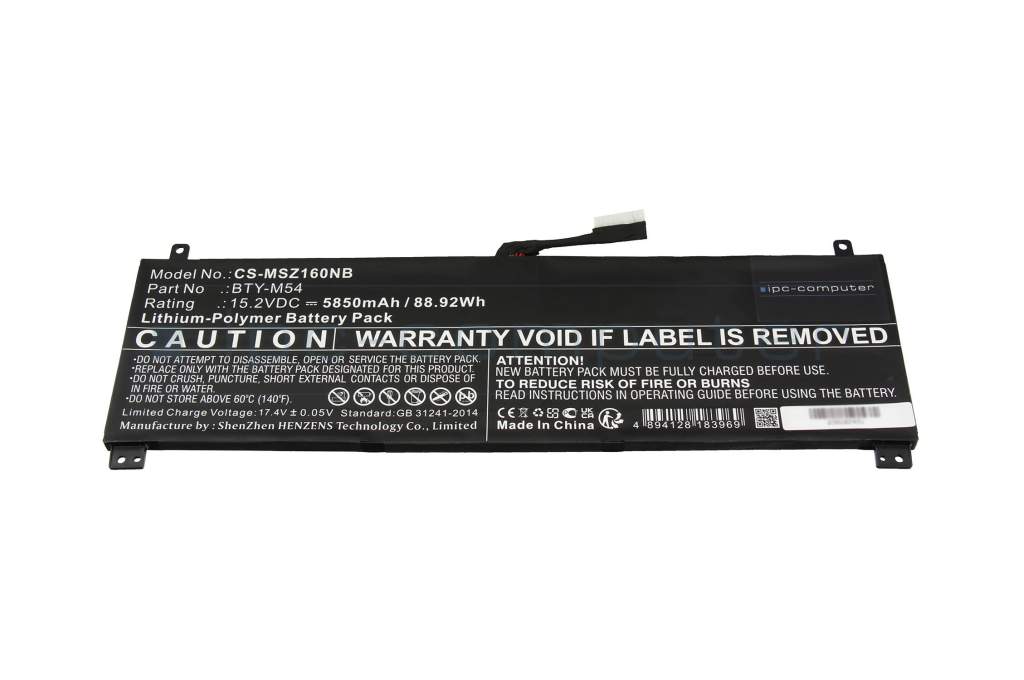 Model No.:CS-MSZ160NB
Part No .:BTY-M54
Rating .:15.2VDC ⎓ 5850mAh / 88.92Wh
Lithium-Polymer Battery Pack
ipc-computer
CAUTION WARRANTY VOID IF LABEL IS REMOVED
•DO NOT ATTEMPT TO DISASSEMBLE, OPEN OR SERVICE THE BATTERY PACK.
•REPLACE ONLY WITH THE BATTERY PACK DESIGNATED FOR THIS PRODUCT.
•DO NOT CRUSH, PUNCTURE, SHORT EXTERNAL CONTACTS OR DISPOSE OF
IN FIRE OR WATER.
•DO NOT STORE ABOVE 60°C (140°F).
Limited Charge Voltage:17.4V ± 0.05V Standard:GB 31241-2014
Manufacture by : ShenZhen HENZENS Technology Co., Limited
ATTENTION!
NEW BATTERY PACK MUST BE FULLY CHARGED BEFORE USE.
TO REDUCE RISK OF FIRE OR BURNS
READ INSTRUCTIONS IN OPERATING GUIDE BEFORE USING THE BATTERY.
CE
UKCA
Made In China
4 894128 183969